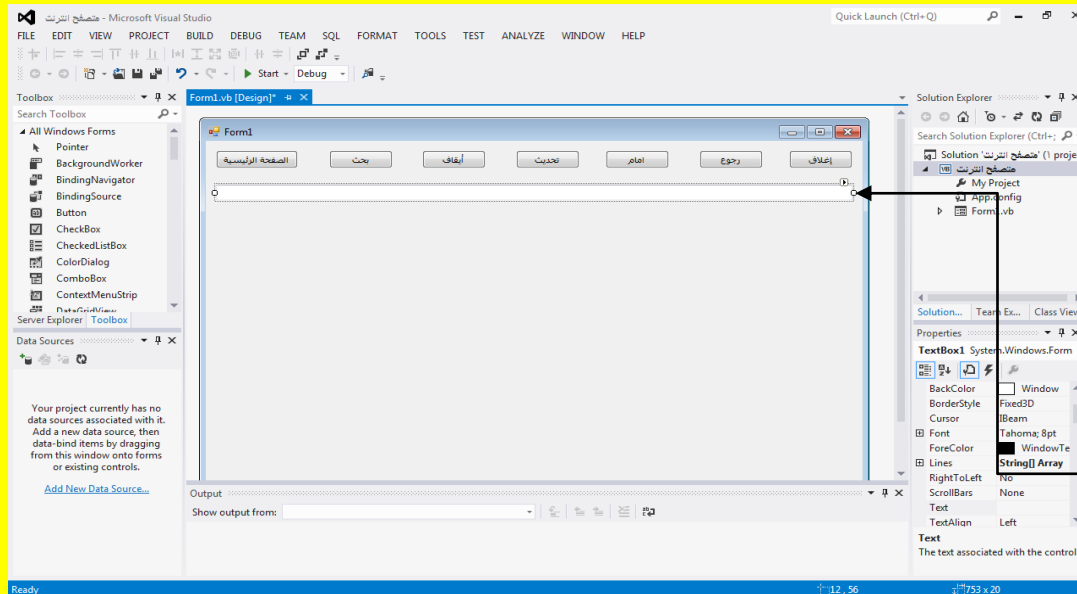 متصفح انترنت - Microsoft Visual Studio
Quick Launch (Ctrl+Q)
FILE EDIT VIEW PROJECT BUILD DEBUG TEAM SQL FORMAT TOOLS TEST ANALYZE WINDOW HELP
Start Debug
Toolbox
Form1.vb [Design]*
Solution Explorer
Search Toolbox
Search Solution Explorer (Ctrl+;
All Windows Forms
Pointer
BackgroundWorker
BindingNavigator
BindingSource
Button
CheckBox
CheckedListBox
ColorDialog
ComboBox
ContextMenuStrip
DataGridView
Server Explorer Toolbox
Form1
الصفحة الرئيسية
بحث
أيقاف
تحديث
امام
رجوع
إغلاق
Solution 'متصفح انترنت' (1 proje
متصفح انترنت
My Project
App.config
Form1.vb
Solution... Team Ex... Class View
Data Sources
Your project currently has no
data sources associated with it.
Add a new data source, then
data-bind items by dragging
from this window onto forms
or existing controls.
Add New Data Source...
Properties
TextBox1 System.Windows.Form
BackColor Window
BorderStyle Fixed3D
Cursor IBeam
Font Tahoma; 8pt
ForeColor WindowTe
Lines String[] Array
RightToLeft No
ScrollBars None
Text
TextAlign Left
Text
The text associated with the control
Output
Show output from:
Ready
12 , 56
753 x 20